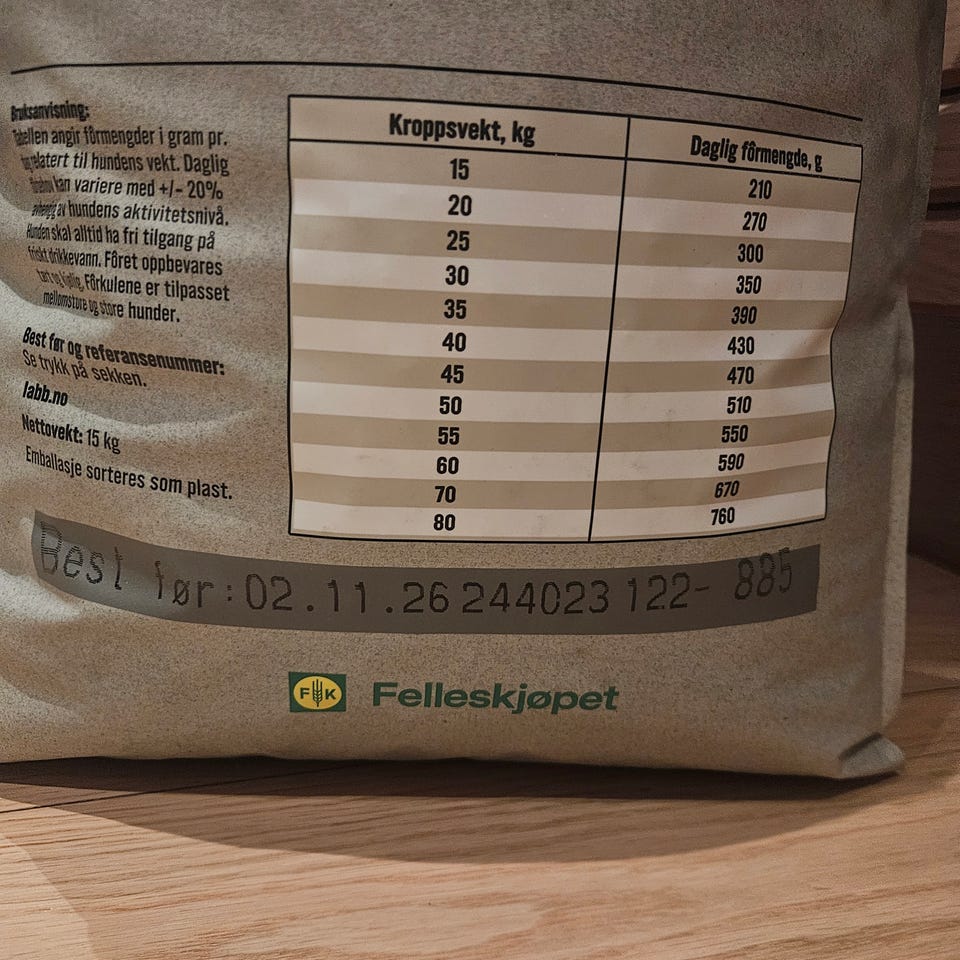 Bruksanvisning:
Tabellen angir fôrmengder i gram pr.
relatert til hundens vekt. Daglig
kan variere med +/- 20%
avhengig av hundens aktivitetsnivå.
Hunden skal alltid ha fri tilgang på
friskt drikkevann. Fôret oppbevares
tørt og kjølig. Fôrkulene er tilpasset
mellomstore og store hunder.
Best før og referansenummer:
Se trykk på sekken.
labb.no
Nettovekt: 15 kg
Emballasje sorteres som plast.
Kroppsvekt, kg Daglig fôrmengde, g
15 210
20 270
25 300
30 350
35 390
40 430
45 470
50 510
55 550
60 590
70 670
80 760
Best før:02.11.26 244023 122- 885
FK Felleskjøpet